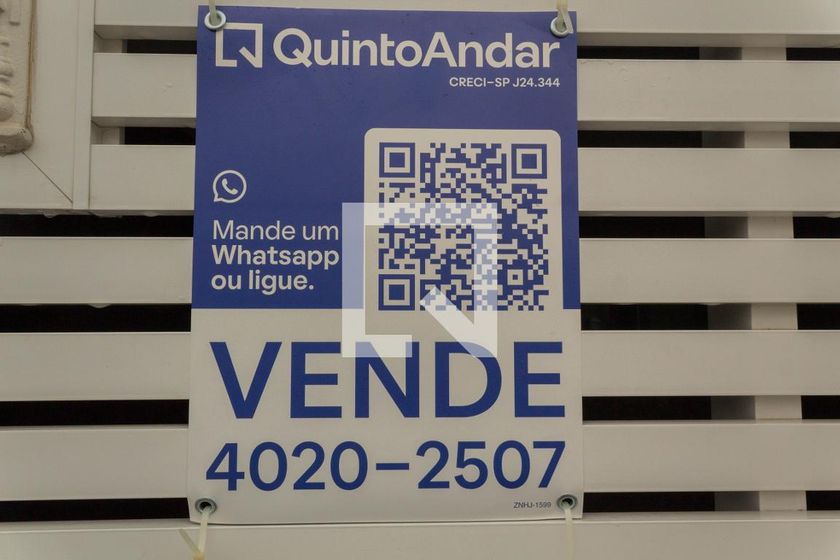 QuintoAndar
CRECI-SP J24.344
Mande um
Whatsapp
ou ligue.
VENDE
4020-2507
ZNHJ-1599